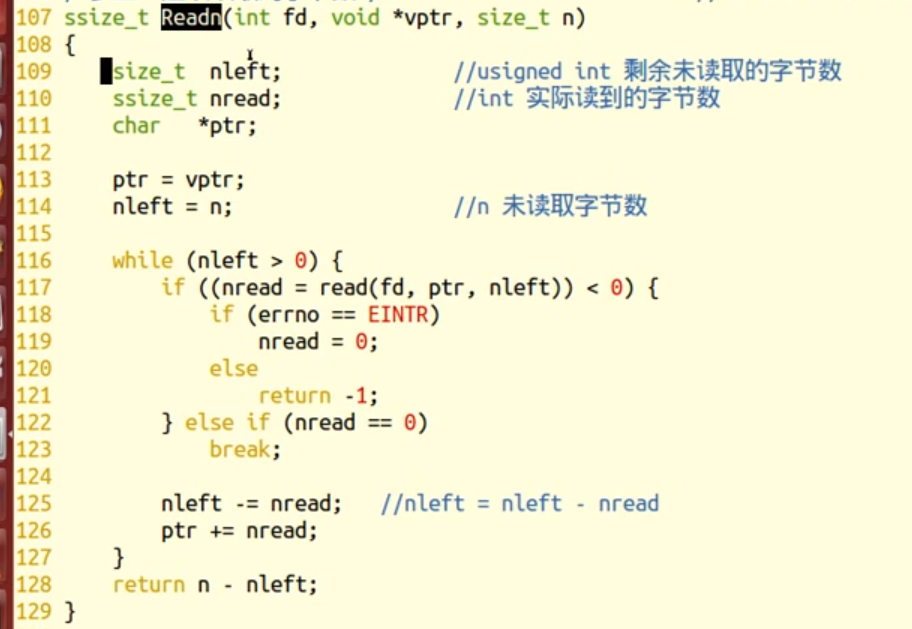 107 ssize_t Readn(int fd, void *vptr, size_t n)
108 {
109     size_t  nleft;              //usigned int 剩余未读取的字节数
110     ssize_t nread;              //int 实际读到的字节数
111     char   *ptr;
112
113     ptr = vptr;
114     nleft = n;                  //n 未读取字节数
115
116     while (nleft > 0) {
117         if ((nread = read(fd, ptr, nleft)) < 0) {
118             if (errno == EINTR)
119                 nread = 0;
120             else
121                 return -1;
122         } else if (nread == 0)
123             break;
124
125         nleft -= nread;   //nleft = nleft - nread
126         ptr += nread;
127     }
128     return n - nleft;
129 }